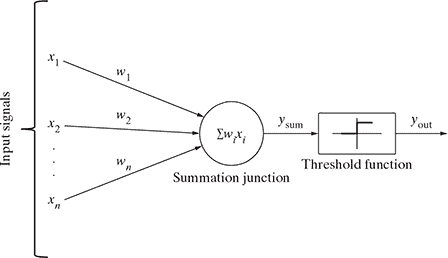 Input signals
x1
w1
x2
w2
.
.
.
xn
wn
Σwixi
Summation junction
ysum
Threshold function
yout